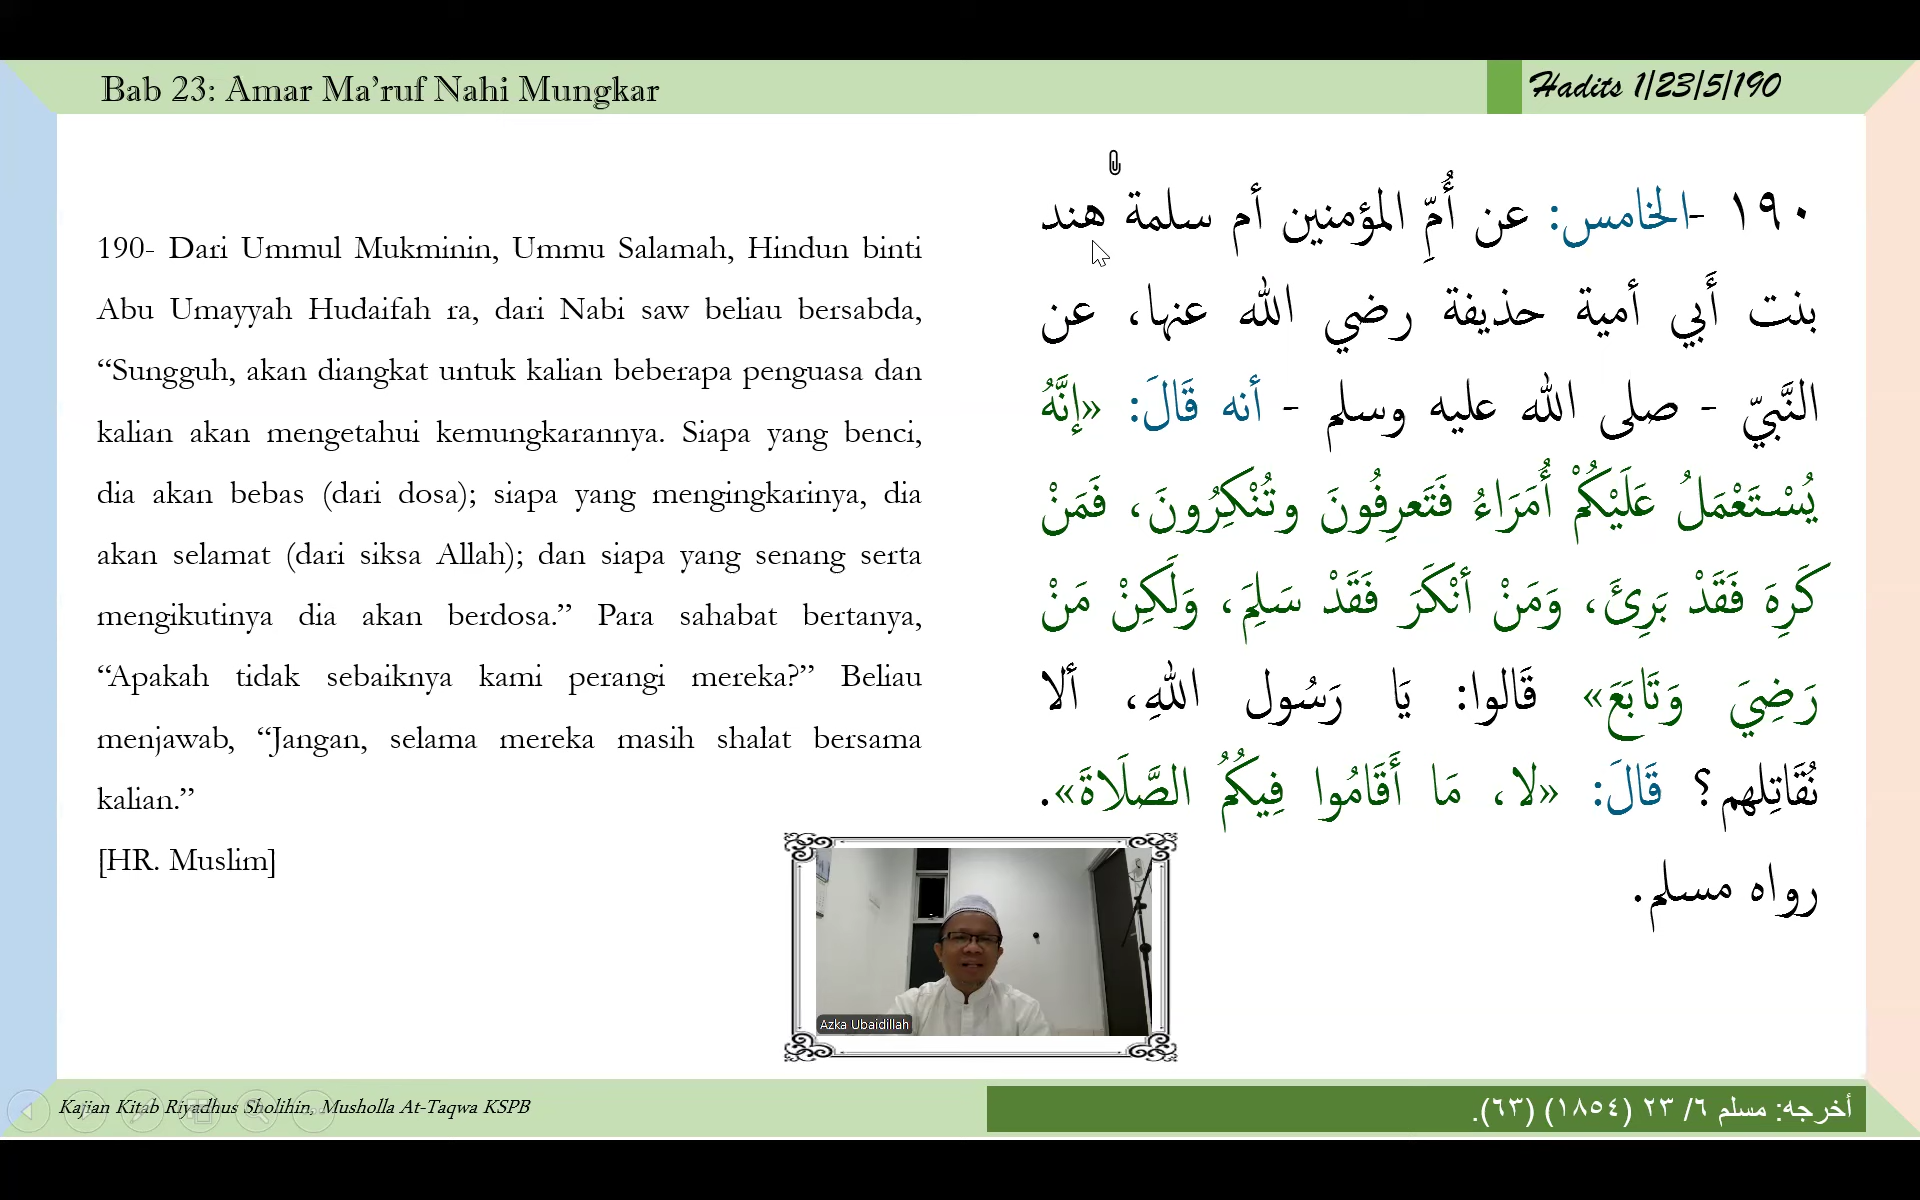 Bab 23: Amar Ma’ruf Nahi Mungkar
Hadits 1/23/5/190
190- Dari Ummul Mukminin, Ummu Salamah, Hindun binti
Abu Umayyah Hudaifah ra, dari Nabi saw beliau bersabda,
“Sungguh, akan diangkat untuk kalian beberapa penguasa dan
kalian akan mengetahui kemungkarannya. Siapa yang benci,
dia akan bebas (dari dosa); siapa yang mengingkarinya, dia
akan selamat (dari siksa Allah); dan siapa yang senang serta
mengikutinya dia akan berdosa.” Para sahabat bertanya,
“Apakah tidak sebaiknya kami perangi mereka?” Beliau
menjawab, “Jangan, selama mereka masih shalat bersama
kalian.”
[HR. Muslim]
١٩٠ -الخامس: عن أُمِّ المؤمنين أم سلمة هند
بنت أَبي أمية حذيفة رضي الله عنها، عن
النَّبيّ - صلى الله عليه وسلم - أنه قَالَ: «إنَّهُ
يُسْتَعْمَلُ عَلَيْكُمْ أُمَرَاءُ فَتَعرِفُونَ وتُنْكِرُونَ، فَمَنْ
كَرِهَ فَقَدْ بَرِئَ، وَمَنْ أنْكَرَ فَقَدْ سَلِمَ، وَلَكِنْ مَنْ
رَضِيَ وَتَابَعَ» قَالوا: يَا رَسُول اللهِ، ألا
نُقَاتِلهم؟ قَالَ: «لا، مَا أَقَامُوا فِيكُمُ الصَّلَاةَ».
رواه مسلم.
Azka Ubaidillah
Kajian Kitab Riyadhus Sholihin, Musholla At-Taqwa KSPB
أخرجه: مسلم ٦/ ٢٣ (١٨٥٤) (٦٣).